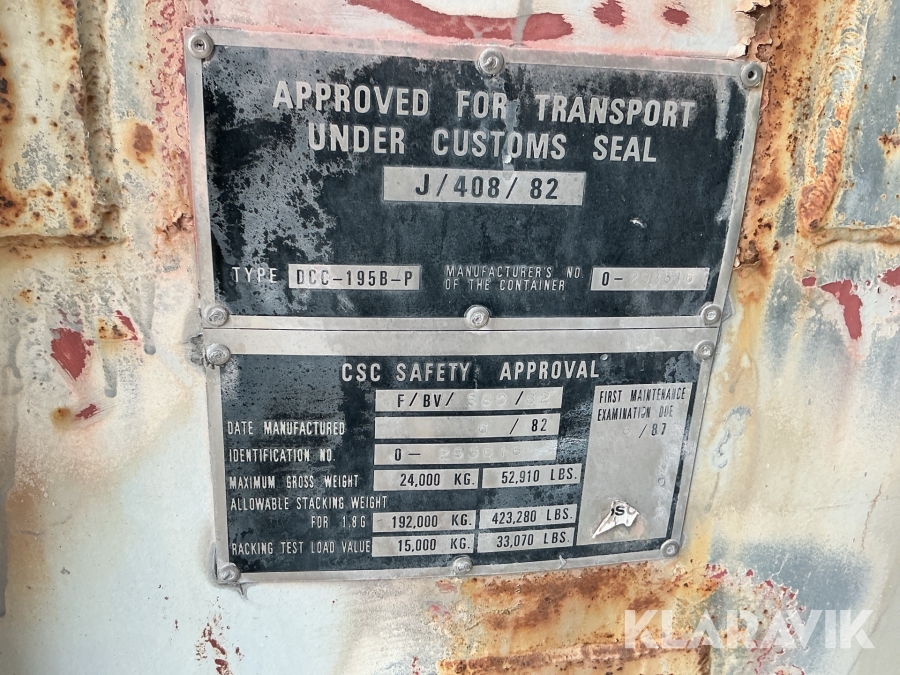 APPROVED FOR TRANSPORT
UNDER CUSTOMS SEAL
J/408/82
TYPE DCC-195B-P
MANUFACTURER'S NO.
OF THE CONTAINER
0-
CSC SAFETY APPROVAL
F/BV/
DATE MANUFACTURED /82
IDENTIFICATION NO. 0-
MAXIMUM GROSS WEIGHT 24,000 KG. 52,910 LBS.
ALLOWABLE STACKING WEIGHT
FOR 1.8G 192,000 KG. 423,280 LBS.
RACKING TEST LOAD VALUE 15,000 KG. 33,070 LBS.
FIRST MAINTENANCE
EXAMINATION DUE
/87
KLARAVIK